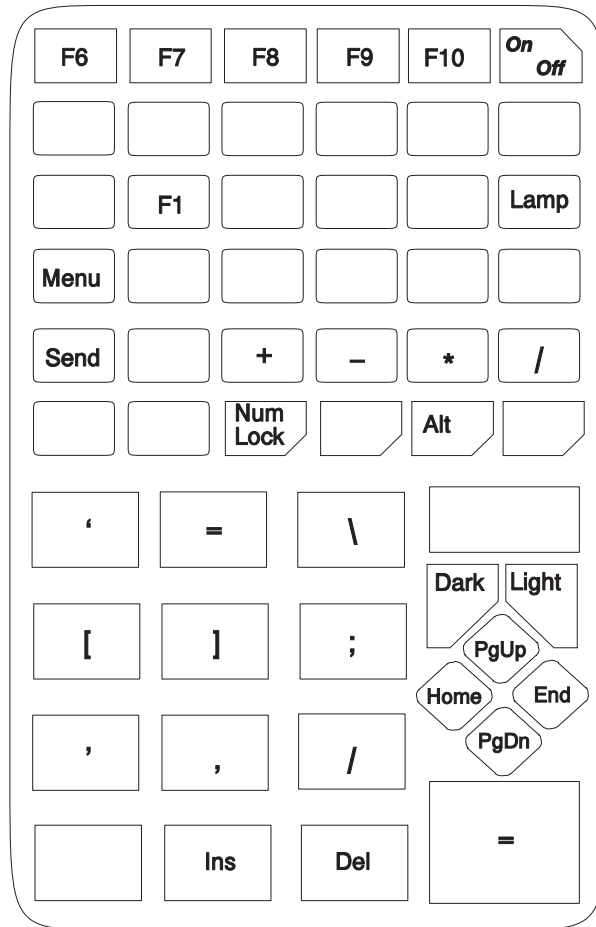 F6 F7 F8 F9 F10 On Off
F1 Lamp
Menu
Send + – * /
Num Lock Alt
‘ = \
Dark Light
[ ] ; PgUp
Home End
’ , / PgDn
Ins Del =